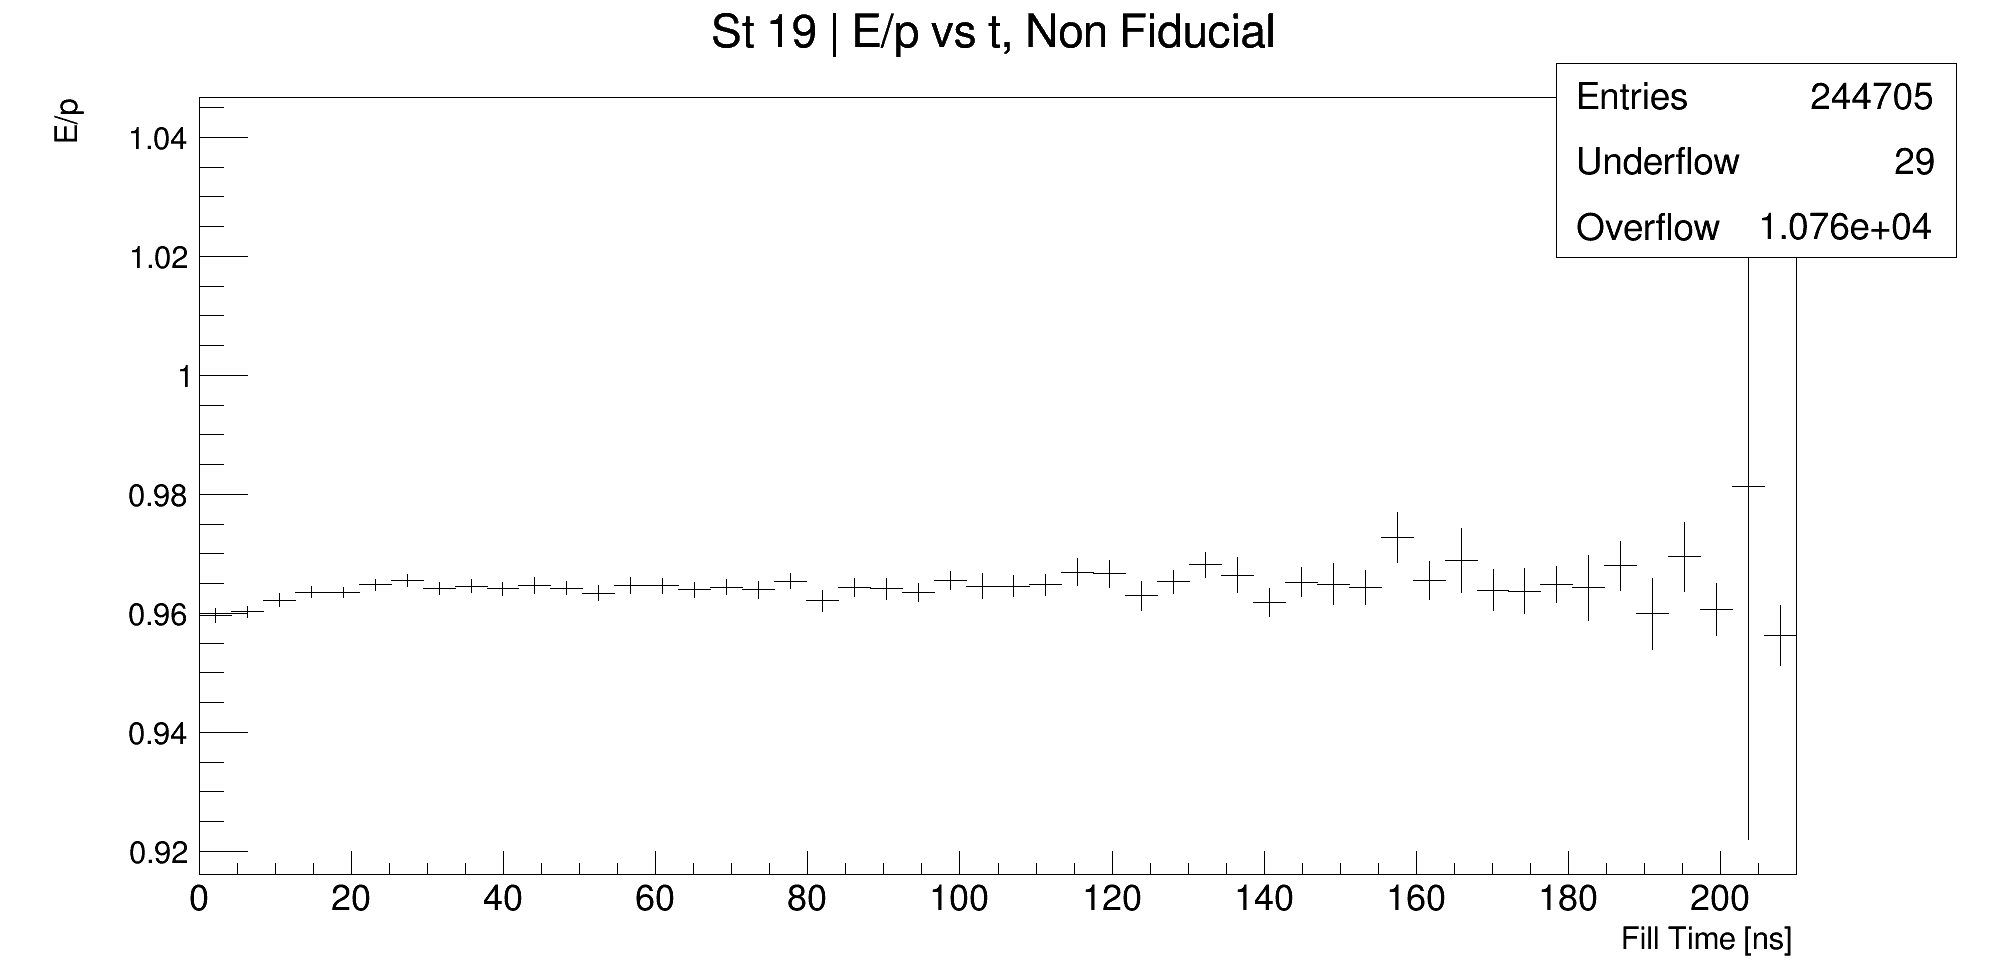 St 19 | E/p vs t, Non Fiducial
E/p
Entries 244705
Underflow 29
Overflow 1.076e+04
1.04
1.02
1
0.98
0.96
0.94
0.92
0 20 40 60 80 100 120 140 160 180 200
Fill Time [ns]